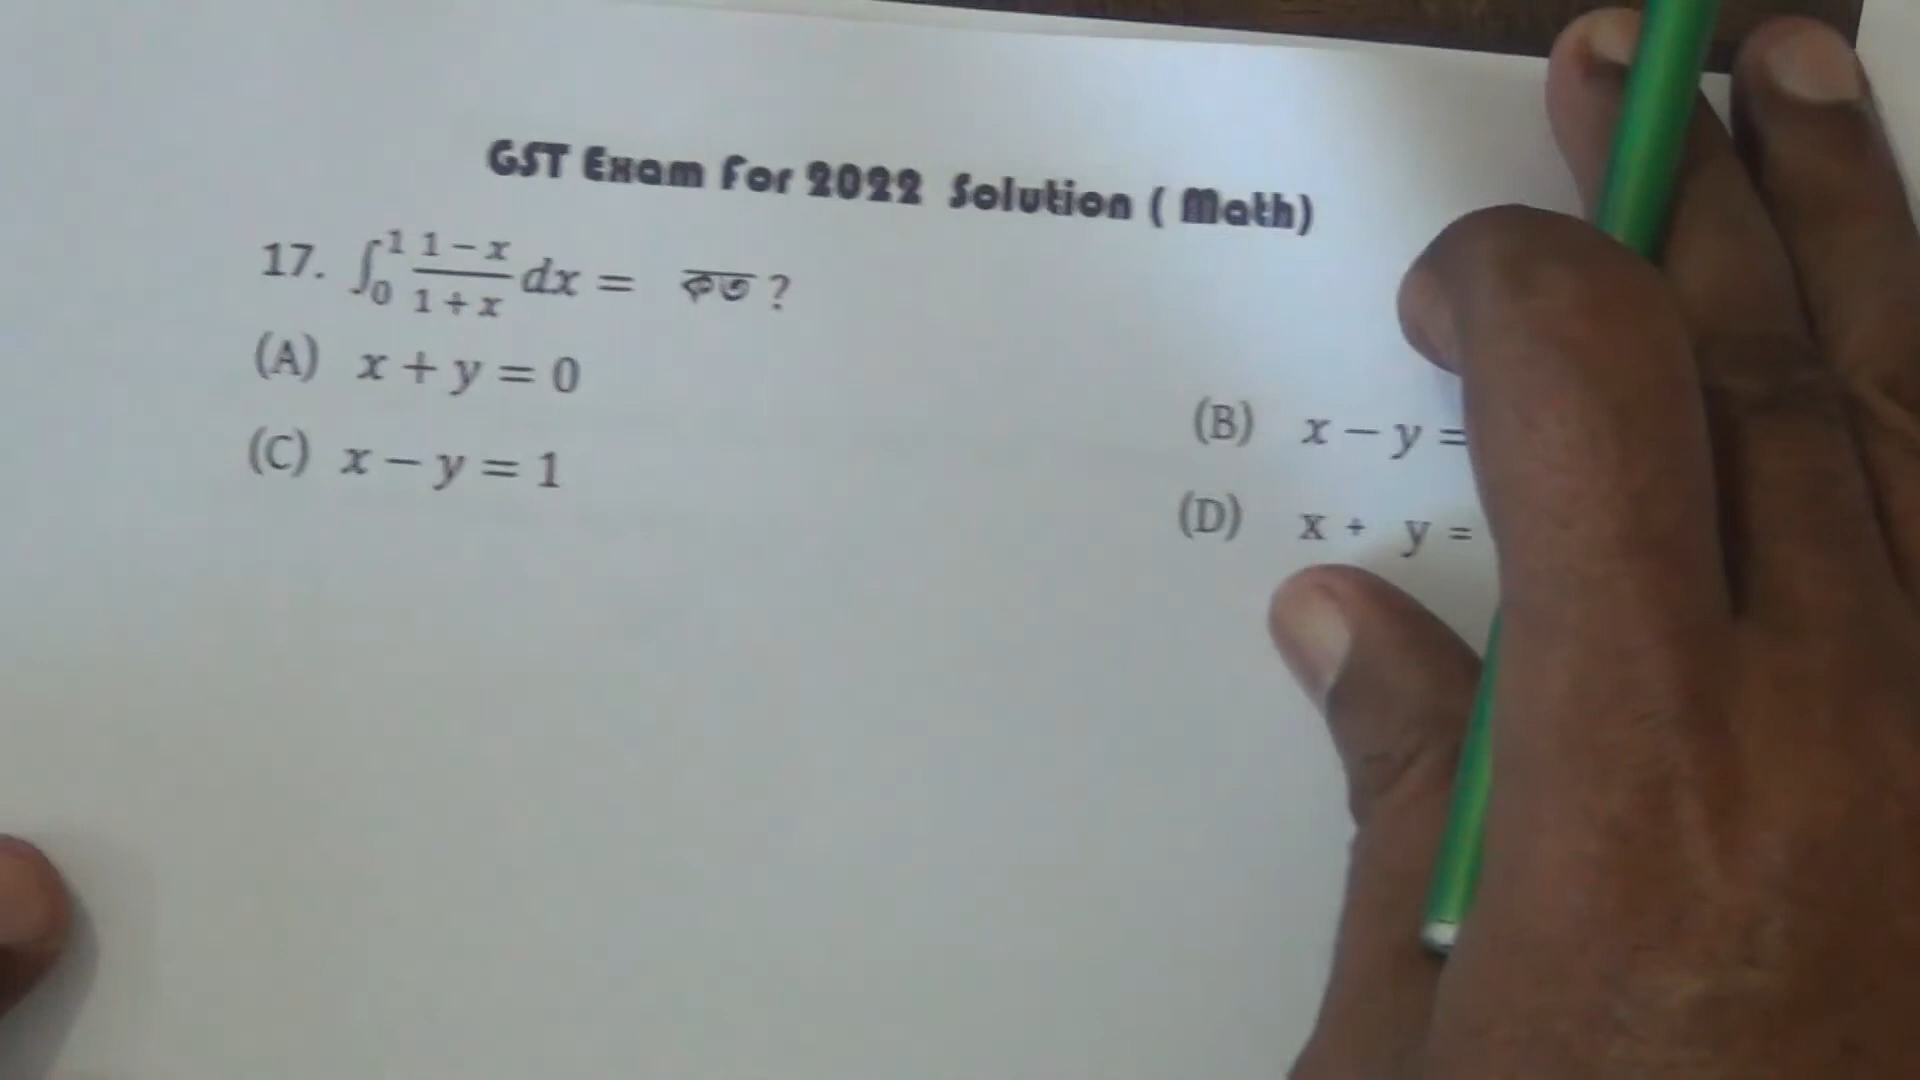 GST Exam For 2022 Solution ( Math)
17. ∫₀¹ (1 − x)/(1 + x) dx = কত ?
(A) x + y = 0
(B) x − y =
(C) x − y = 1
(D) x + y =